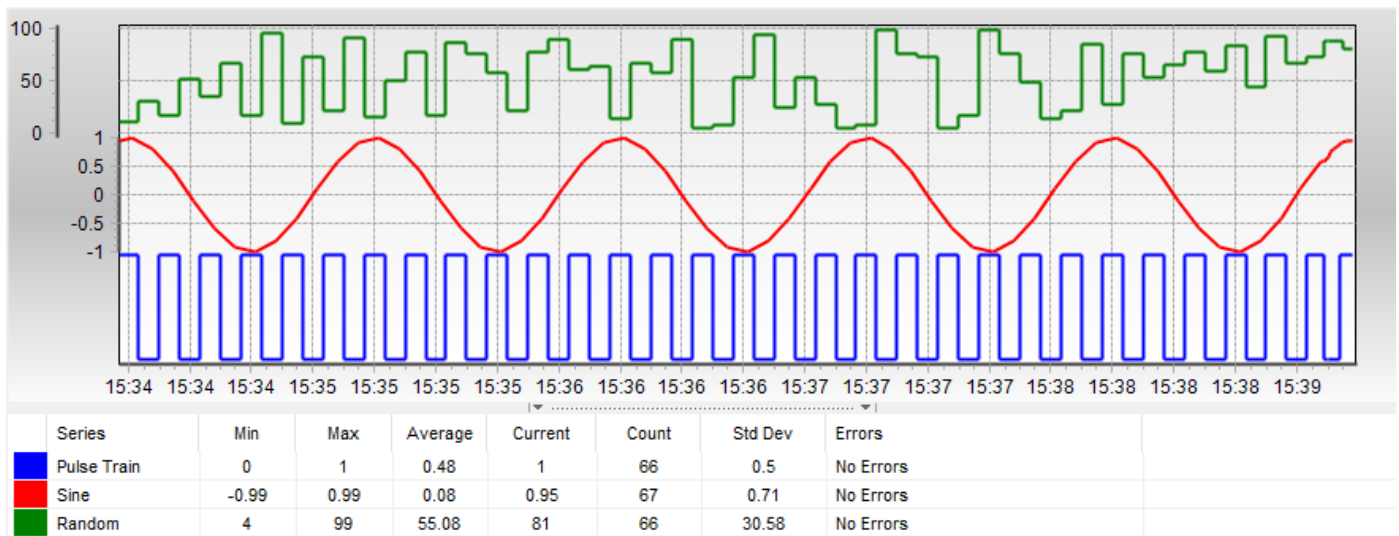 100
50
0
1
0.5
0
-0.5
-1
15:34 15:34 15:34 15:35 15:35 15:35 15:35 15:36 15:36 15:36 15:36 15:37 15:37 15:37 15:37 15:38 15:38 15:38 15:38 15:39
Series Min Max Average Current Count Std Dev Errors
Pulse Train 0 1 0.48 1 66 0.5 No Errors
Sine -0.99 0.99 0.08 0.95 67 0.71 No Errors
Random 4 99 55.08 81 66 30.58 No Errors